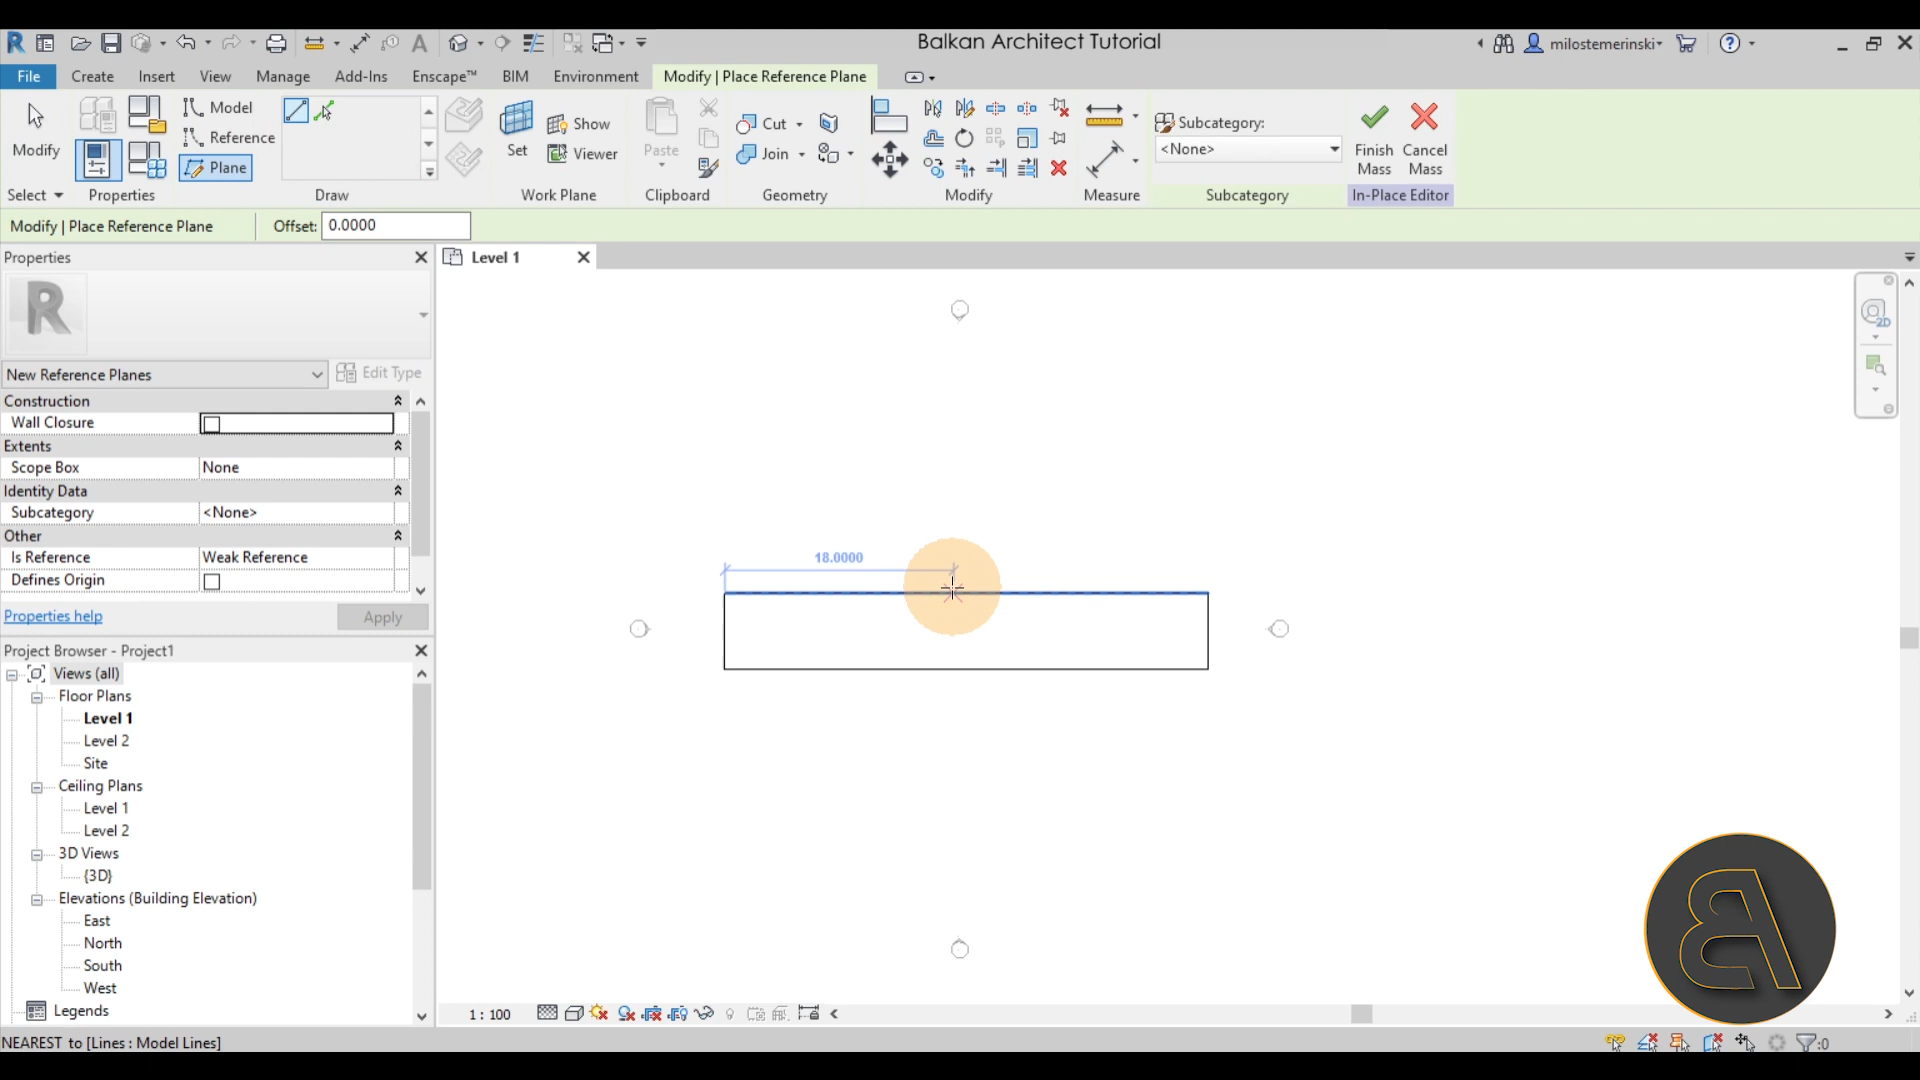 Balkan Architect Tutorial
milostemerinski
File Create Insert View Manage Add-Ins Enscape™ BIM Environment Modify | Place Reference Plane
Modify
Model
Reference
Plane
Set
Show
Viewer
Paste
Cut
Join
Subcategory:
<None>
Finish Mass
Cancel Mass
Select Properties Draw Work Plane Clipboard Geometry Modify Measure Subcategory In-Place Editor
Modify | Place Reference Plane Offset: 0.0000
Properties
Level 1
R
2D
New Reference Planes Edit Type
Construction
Wall Closure
Extents
Scope Box None
Identity Data
Subcategory <None>
Other
Is Reference Weak Reference
Defines Origin
Properties help Apply
18.0000
Project Browser - Project1
Views (all)
Floor Plans
Level 1
Level 2
Site
Ceiling Plans
Level 1
Level 2
3D Views
{3D}
Elevations (Building Elevation)
East
North
South
West
Legends
1 : 100
NEAREST to [Lines : Model Lines]
:0